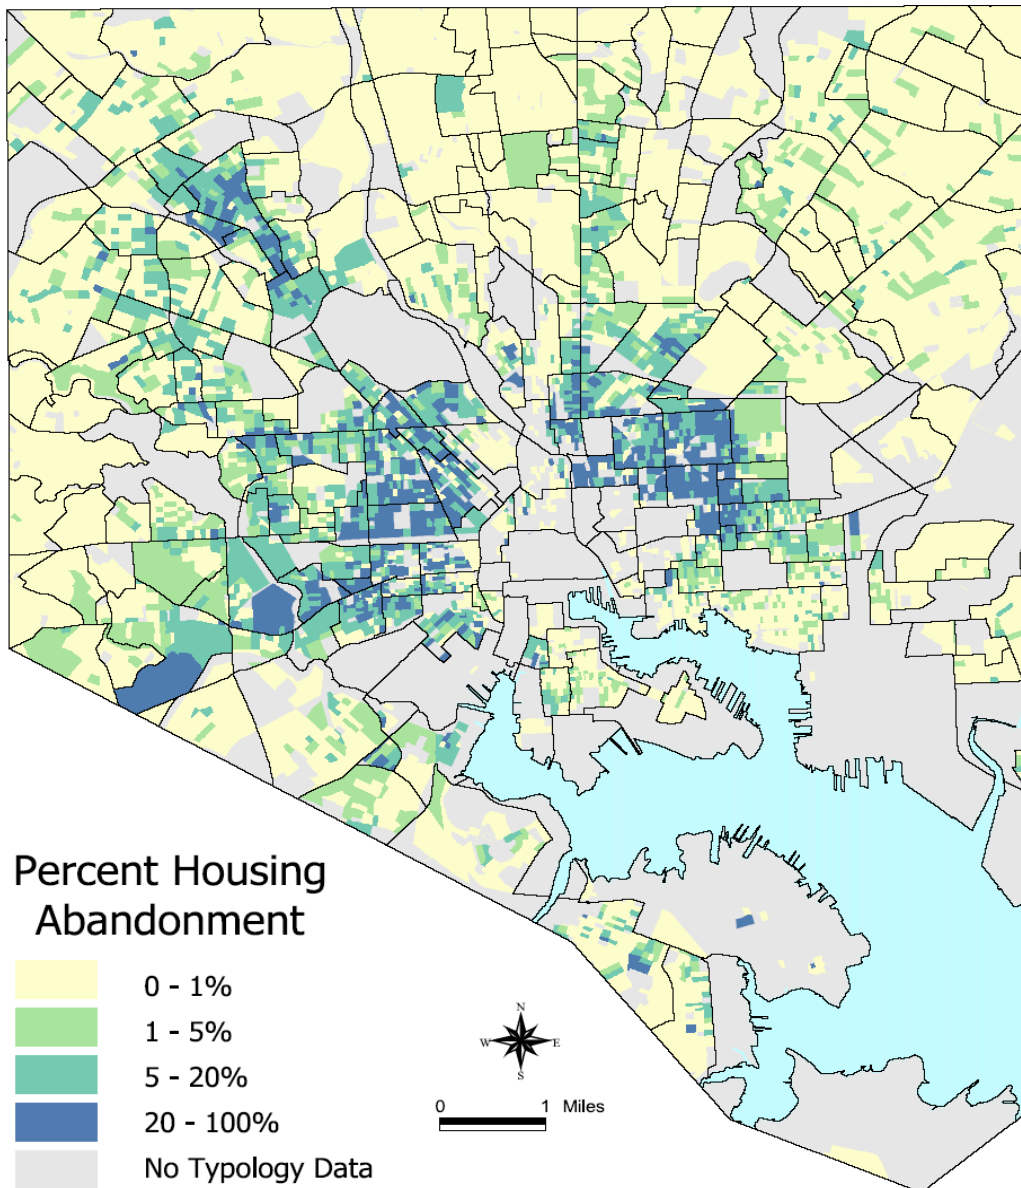 Percent Housing
Abandonment
0 - 1%
1 - 5%
5 - 20%
20 - 100%
No Typology Data
N
W E
S
0 1 Miles